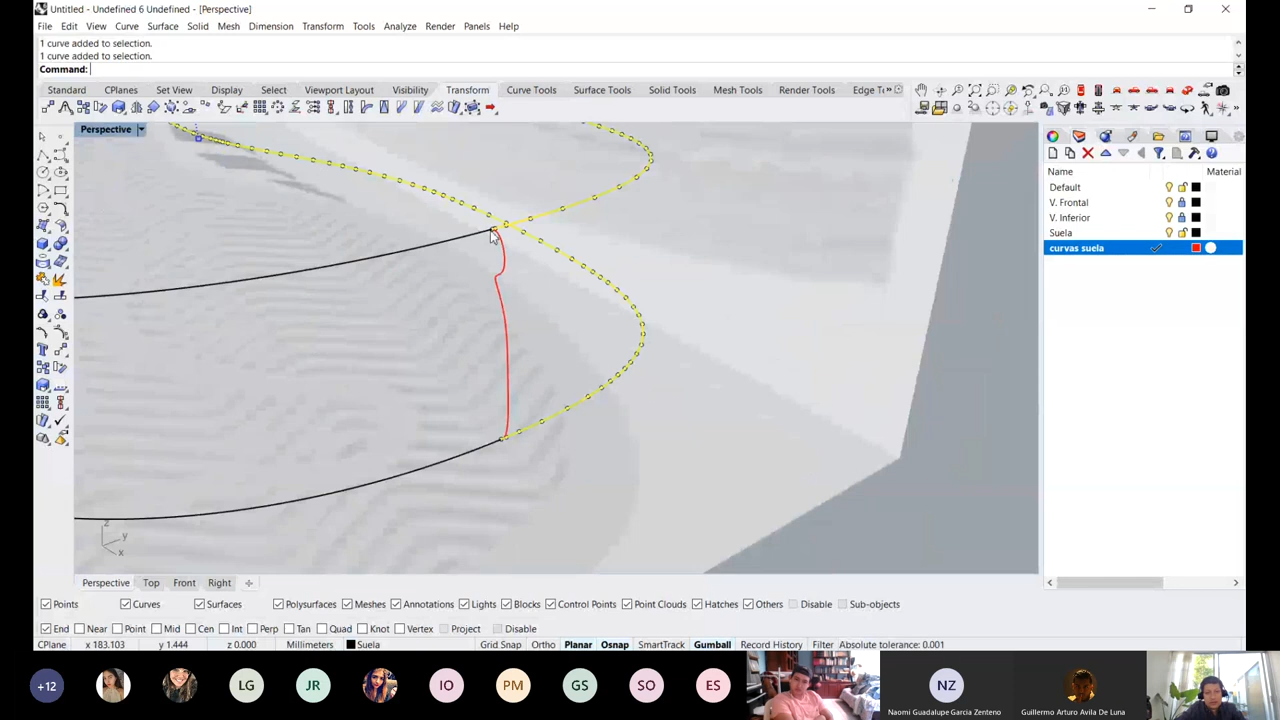 Untitled - Undefined 6 Undefined - [Perspective]
File Edit View Curve Surface Solid Mesh Dimension Transform Tools Analyze Render Panels Help
1 curve added to selection.
1 curve added to selection.
Command:
Standard CPlanes Set View Display Select Viewport Layout Visibility Transform Curve Tools Surface Tools Solid Tools Mesh Tools Render Tools Edge T
Perspective
Name Material
Default
V. Frontal
V. Inferior
Suela
curvas suela
z
y
x
Perspective Top Front Right
Points Curves Surfaces Polysurfaces Meshes Annotations Lights Blocks Control Points Point Clouds Hatches Others Disable Sub-objects
End Near Point Mid Cen Int Perp Tan Quad Knot Vertex Project Disable
CPlane x 183.103 y 1.444 z 0.000 Millimeters Suela Grid Snap Ortho Planar Osnap SmartTrack Gumball Record History Filter Absolute tolerance: 0.001
+12 LG JR IO PM GS SO ES NZ
Naomi Guadalupe Garcia Zenteno Guillermo Arturo Avila De Luna